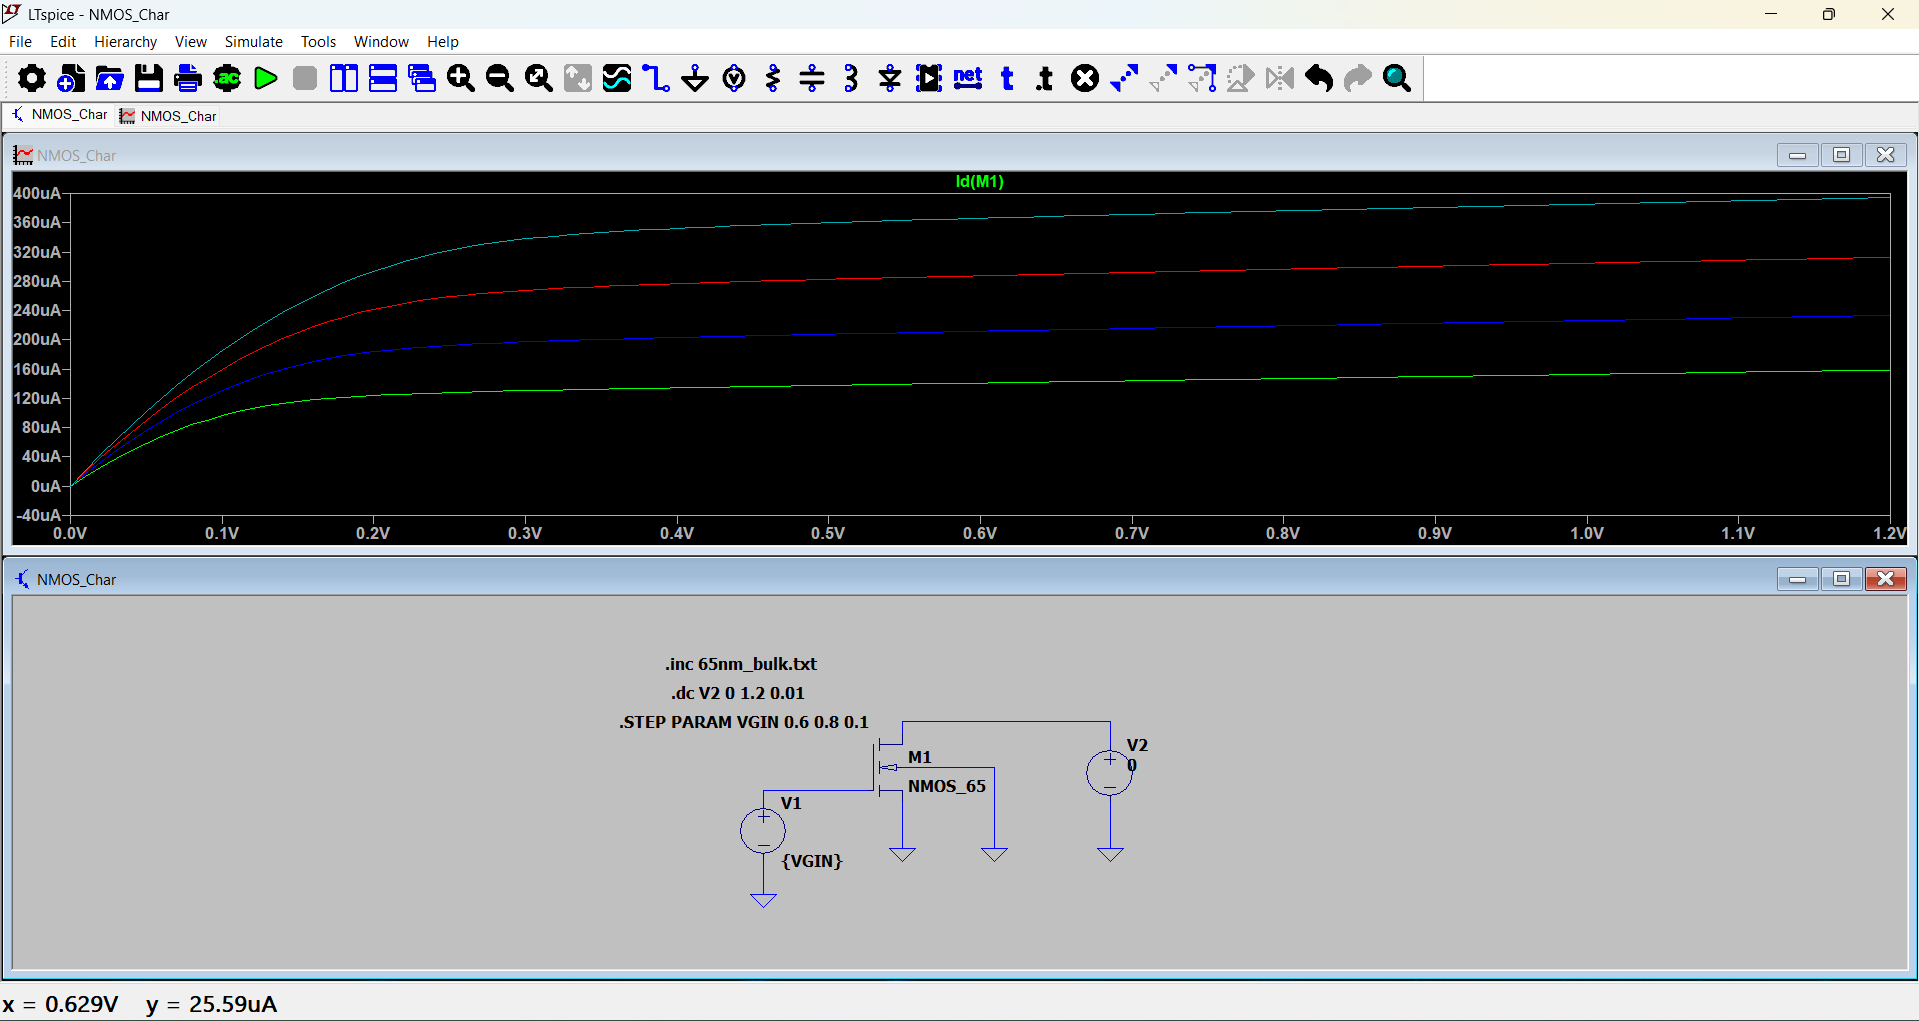 LTspice - NMOS_Char
File Edit Hierarchy View Simulate Tools Window Help
.ac net t .t
NMOS_Char NMOS_Char
NMOS_Char
Id(M1)
400uA
360uA
320uA
280uA
240uA
200uA
160uA
120uA
80uA
40uA
0uA
-40uA
0.0V 0.1V 0.2V 0.3V 0.4V 0.5V 0.6V 0.7V 0.8V 0.9V 1.0V 1.1V 1.2V
NMOS_Char
.inc 65nm_bulk.txt
.dc V2 0 1.2 0.01
.STEP PARAM VGIN 0.6 0.8 0.1
V2
0
M1
NMOS_65
V1
{VGIN}
x = 0.629V y = 25.59uA